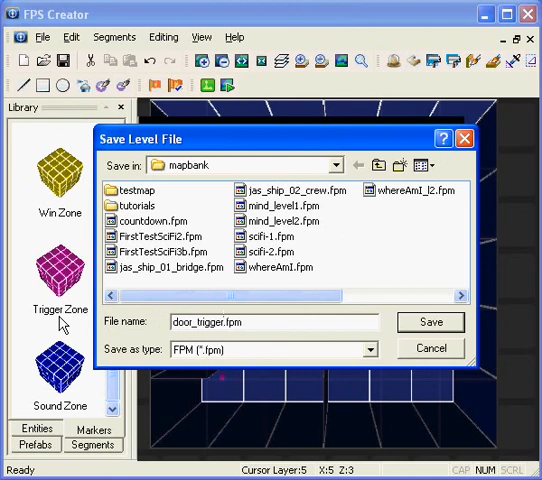 FPS Creator
File Edit Segments Editing View Help
Library
Win Zone
Trigger Zone
Sound Zone
Entities Markers
Prefabs Segments
Save Level File
Save in: mapbank
testmap
tutorials
countdown.fpm
FirstTestSciFi2.fpm
FirstTestSciFi3b.fpm
jas_ship_01_bridge.fpm
jas_ship_02_crew.fpm
mind_level1.fpm
mind_level2.fpm
scifi-1.fpm
scifi-2.fpm
whereAmI.fpm
whereAmI_l2.fpm
File name: door_trigger.fpm Save
Save as type: FPM (*.fpm) Cancel
Ready Cursor Layer:5 X:5 Z:3 CAP NUM SCRL